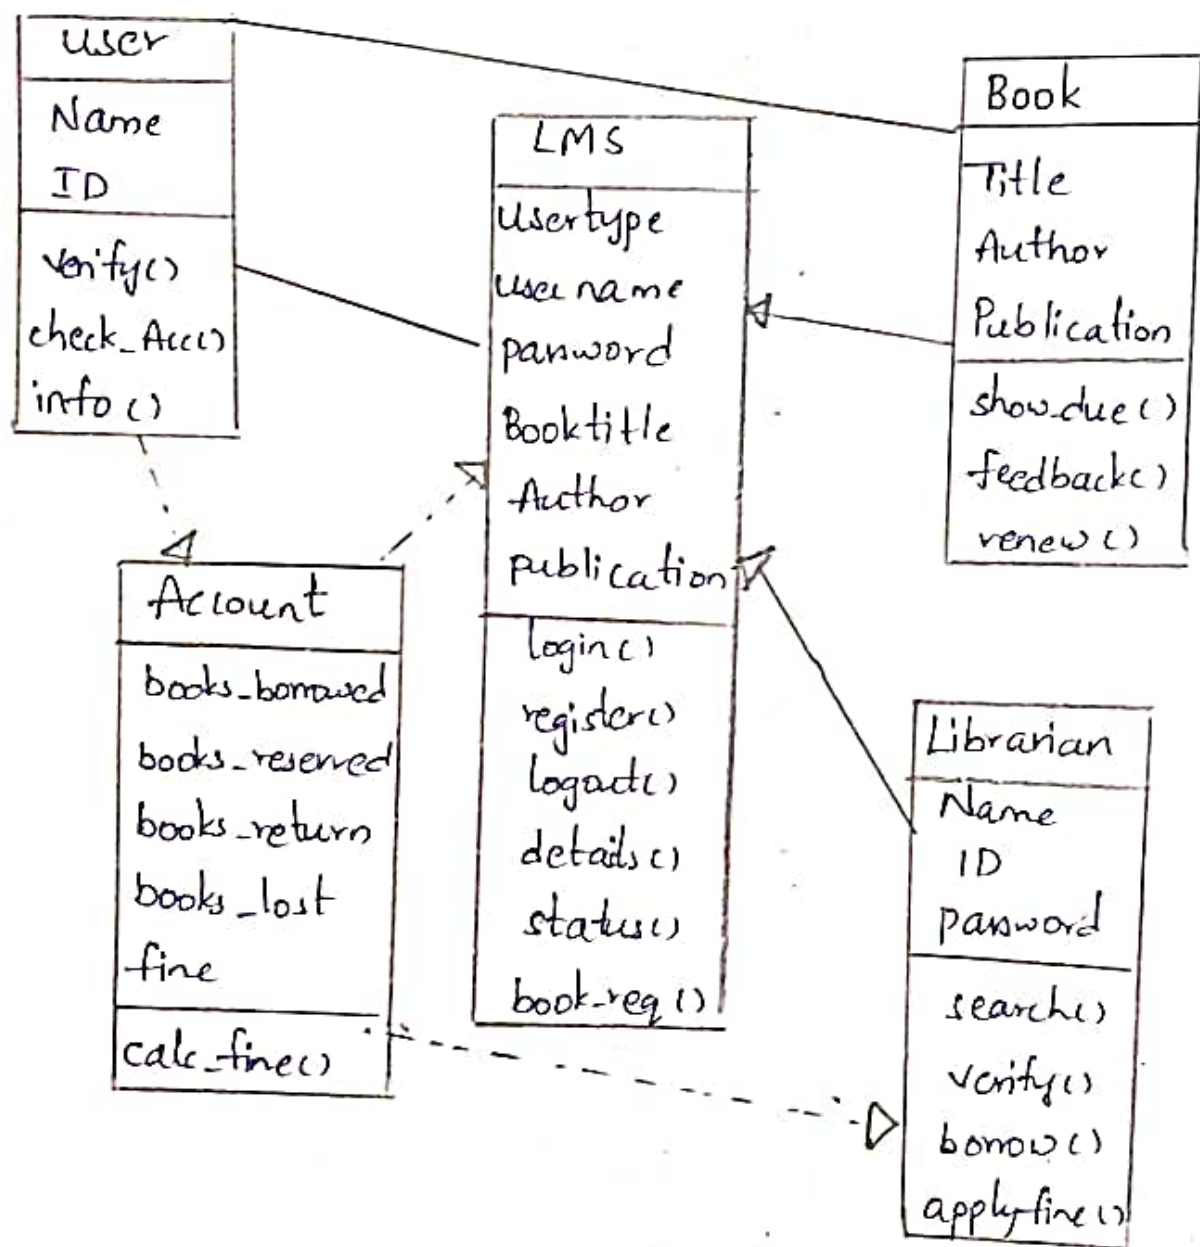 User
Name
ID
verify()
check_Acc()
info()
LMS
Usertype
username
password
Booktitle
Author
publication
login()
register()
logout()
details()
status()
book_req()
Book
Title
Author
Publication
show_due()
feedback()
renew()
Account
books_borrowed
books_reserved
books_return
books_lost
fine
calc_fine()
Librarian
Name
ID
password
search()
verify()
borrow()
apply_fine()